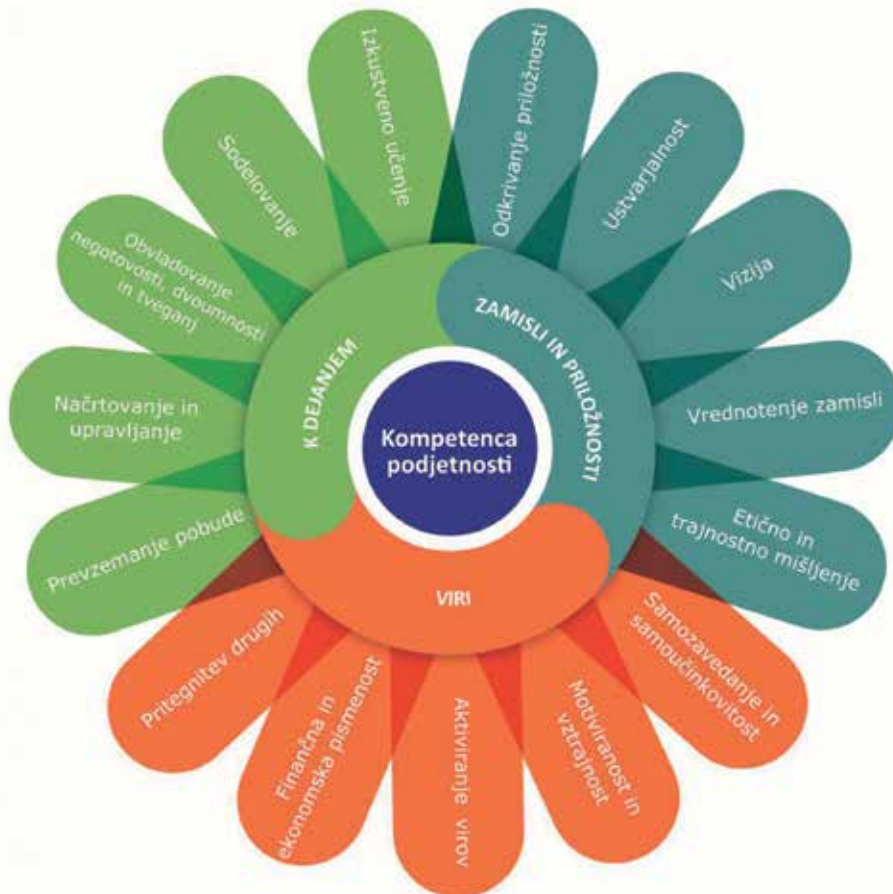 Kompetenca
podjetnosti
ZAMISLI IN PRILOŽNOSTI
Odkrivanje priložnosti
Ustvarjalnost
Vizija
Vrednotenje zamisli
Etično in
trajnostno mišljenje
VIRI
Samozavedanje in
samoučinkovitost
Motiviranost in
vztrajnost
Aktiviranje virov
Finančna in
ekonomska pismenost
Pritegnitev drugih
K DEJANJEM
Prevzemanje pobude
Načrtovanje in
upravljanje
Obvladovanje
negotovosti, dvoumnosti
in tveganj
Sodelovanje
Izkustveno učenje